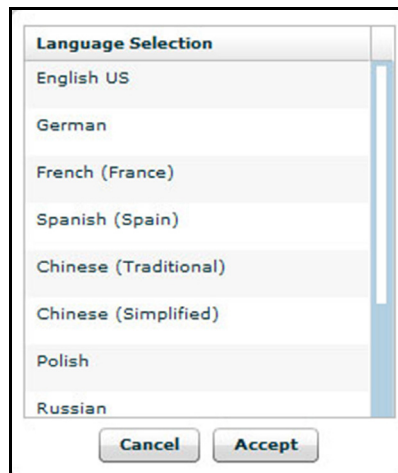 Language Selection
English US
German
French (France)
Spanish (Spain)
Chinese (Traditional)
Chinese (Simplified)
Polish
Russian
Cancel Accept